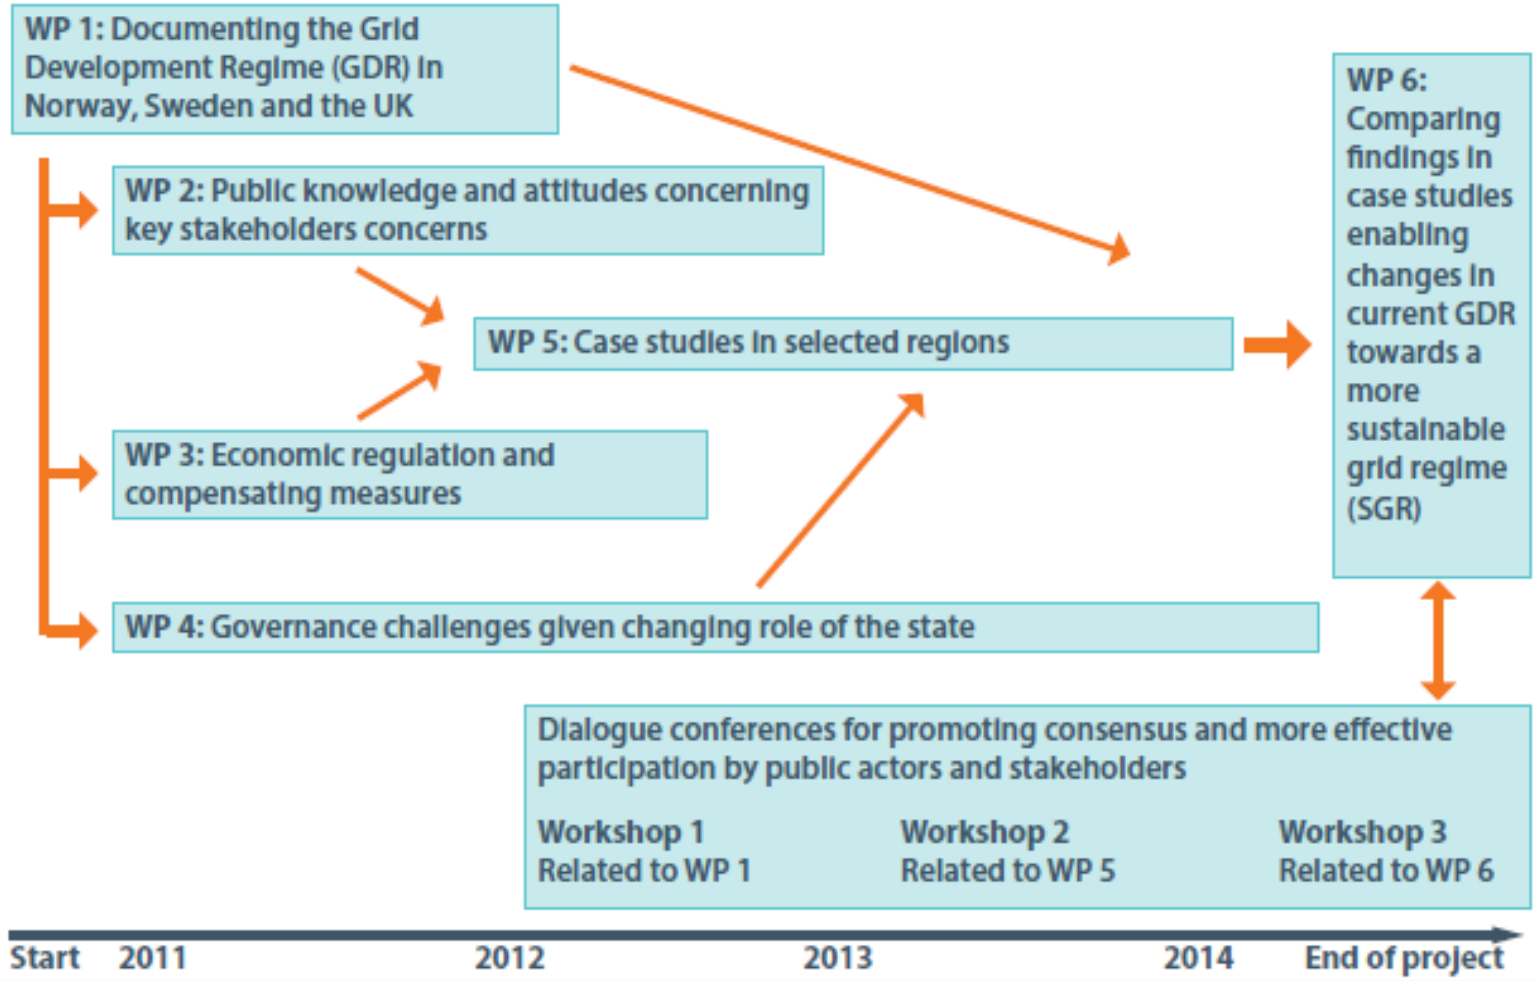 WP 1: Documenting the Grid
Development Regime (GDR) in
Norway, Sweden and the UK
WP 2: Public knowledge and attitudes concerning
key stakeholders concerns
WP 5: Case studies in selected regions
WP 3: Economic regulation and
compensating measures
WP 4: Governance challenges given changing role of the state
WP 6:
Comparing
findings in
case studies
enabling
changes in
current GDR
towards a
more
sustainable
grid regime
(SGR)
Dialogue conferences for promoting consensus and more effective
participation by public actors and stakeholders
Workshop 1
Related to WP 1
Workshop 2
Related to WP 5
Workshop 3
Related to WP 6
Start 2011 2012 2013 2014 End of project